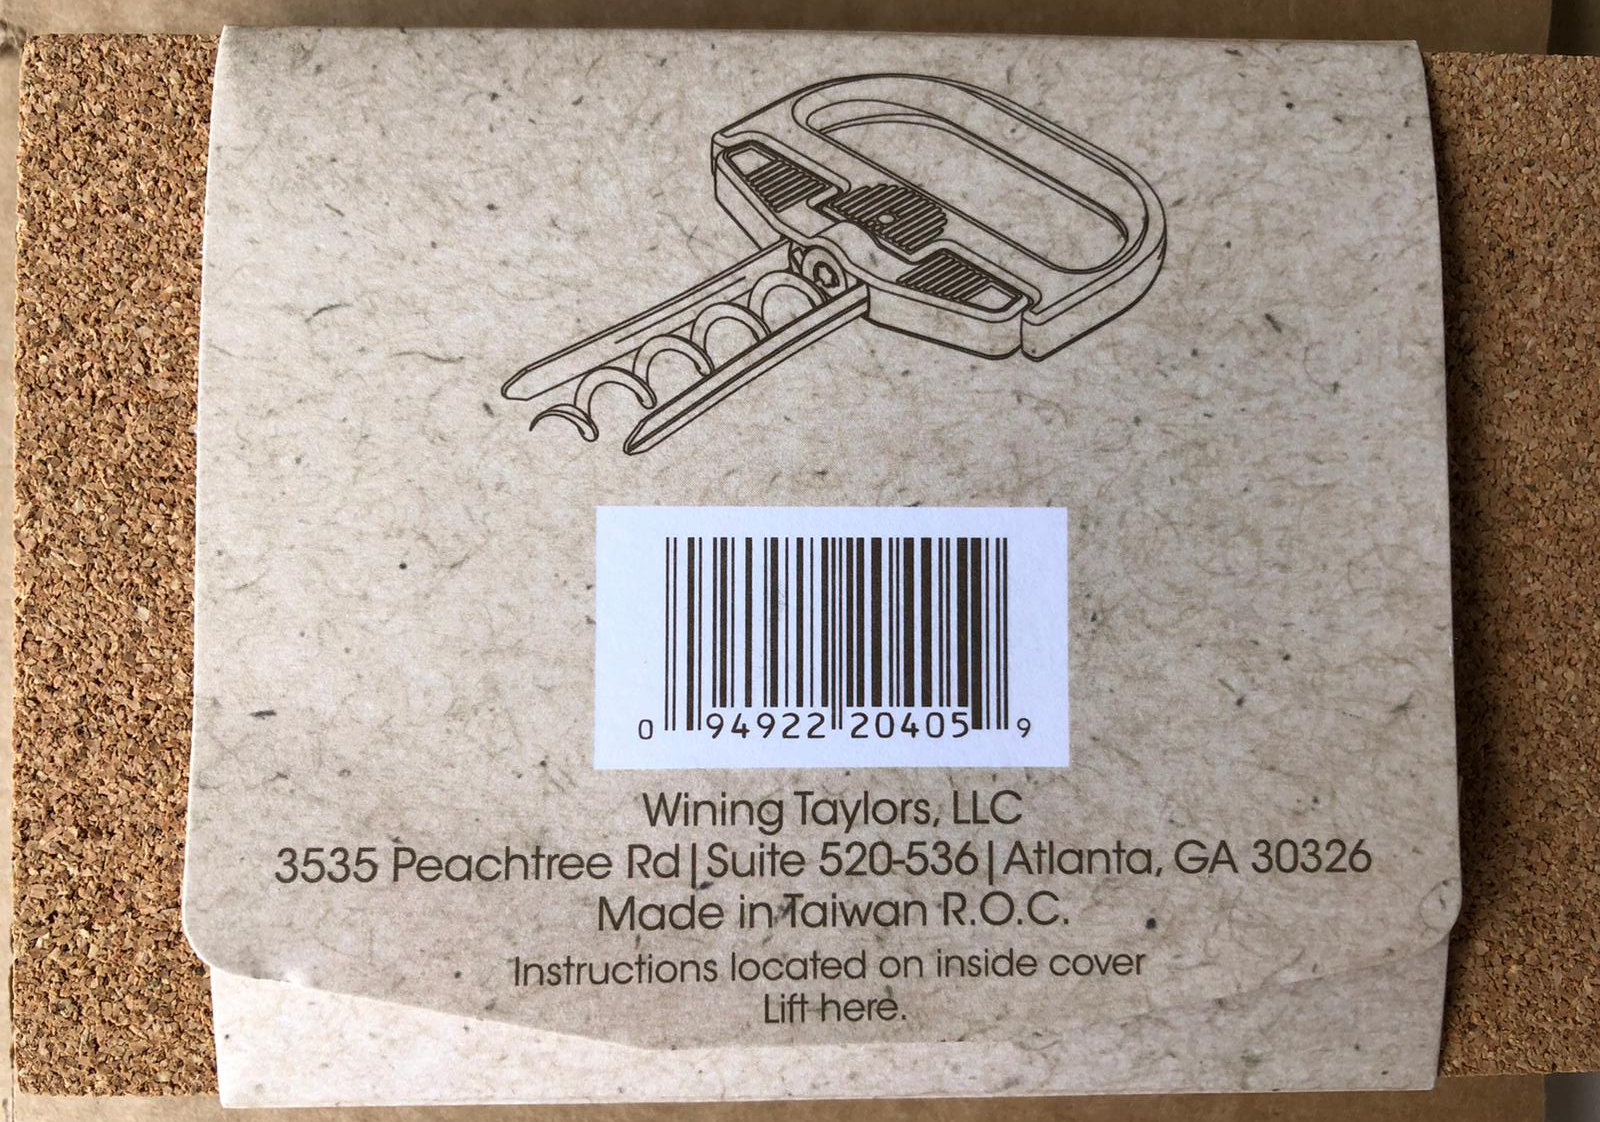 0 94922 20405 9
Wining Taylors, LLC
3535 Peachtree Rd|Suite 520-536|Atlanta, GA 30326
Made in Taiwan R.O.C.
Instructions located on inside cover
Lift here.